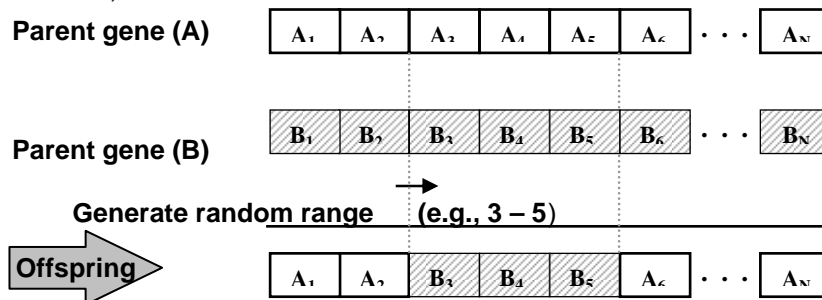 Parent gene (A) A1 A2 A3 A4 A5 A6 · · · AN
Parent gene (B) B1 B2 B3 B4 B5 B6 · · · BN
Generate random range (e.g., 3 – 5)
Offspring A1 A2 B3 B4 B5 A6 · · · AN